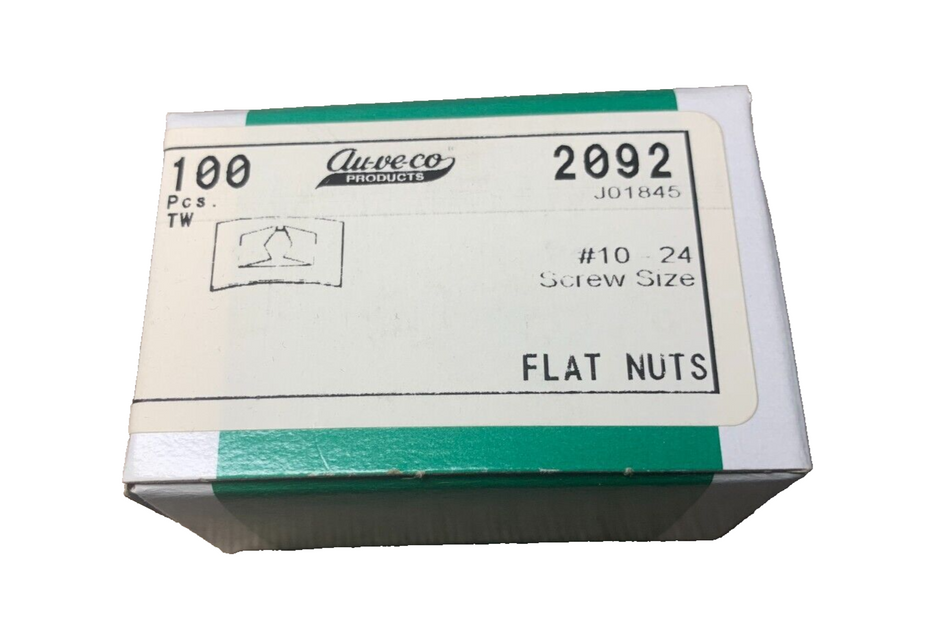 100
Pcs.
TW
Au-ve-co
PRODUCTS
2092
J01845
#10 - 24
Screw Size
FLAT NUTS